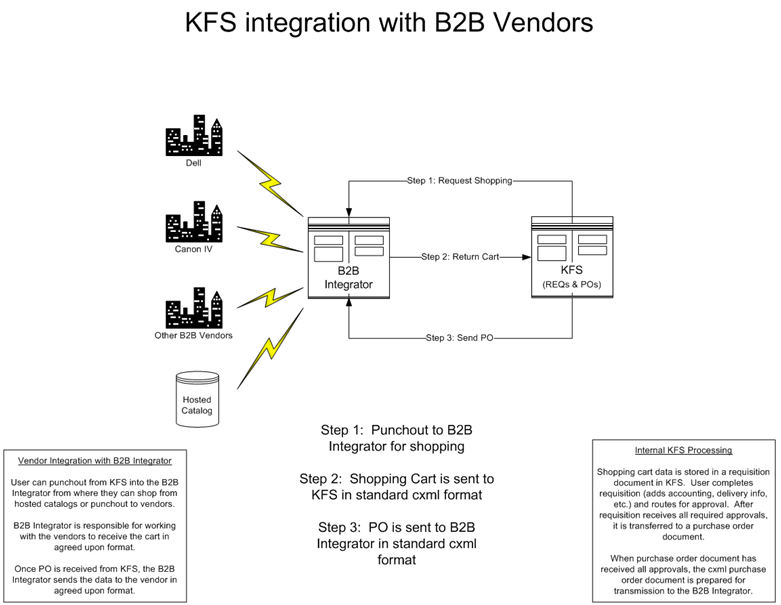 KFS integration with B2B Vendors
Dell
Canon IV
Other B2B Vendors
Hosted
Catalog
Step 1: Request Shopping
B2B
Integrator
Step 2: Return Cart
KFS
(REQs & POs)
Step 3: Send PO
Step 1:  Punchout to B2B
Integrator for shopping
Step 2:  Shopping Cart is sent to
KFS in standard cxml format
Step 3:  PO is sent to B2B
Integrator in standard cxml
format
Vendor Integration with B2B Integrator
User can punchout from KFS into the B2B
Integrator from where they can shop from
hosted catalogs or punchout to vendors.
B2B Integrator is responsible for working
with the vendors to receive the cart in
agreed upon format.
Once PO is received from KFS, the B2B
Integrator sends the data to the vendor in
agreed upon format.
Internal KFS Processing
Shopping cart data is stored in a requisition
document in KFS.  User completes
requisition (adds accounting, delivery info,
etc.) and routes for approval.  After
requisition receives all required approvals,
it is transferred to a purchase order
document.
When purchase order document has
received all approvals, the cxml purchase
order document is prepared for
transmission to the B2B Integrator.